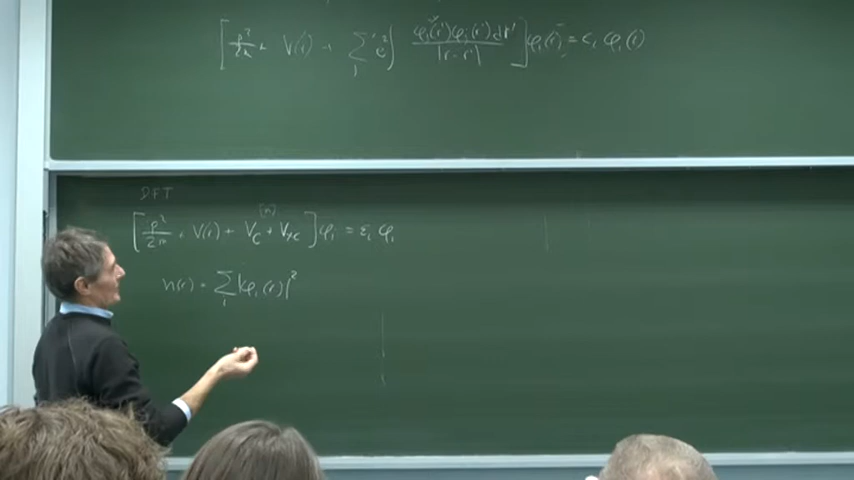 [p²/2m + V(r) + Σ_j' e² ∫ φ_j*(r')φ_j(r')dr' / |r-r'|] φ_i(r) = ε_i φ_i(r)
DFT
[p²/2m + V(r) + V_C + V_xc [n]] φ_i = ε_i φ_i
n(r) = Σ_i |φ_i(r)|²